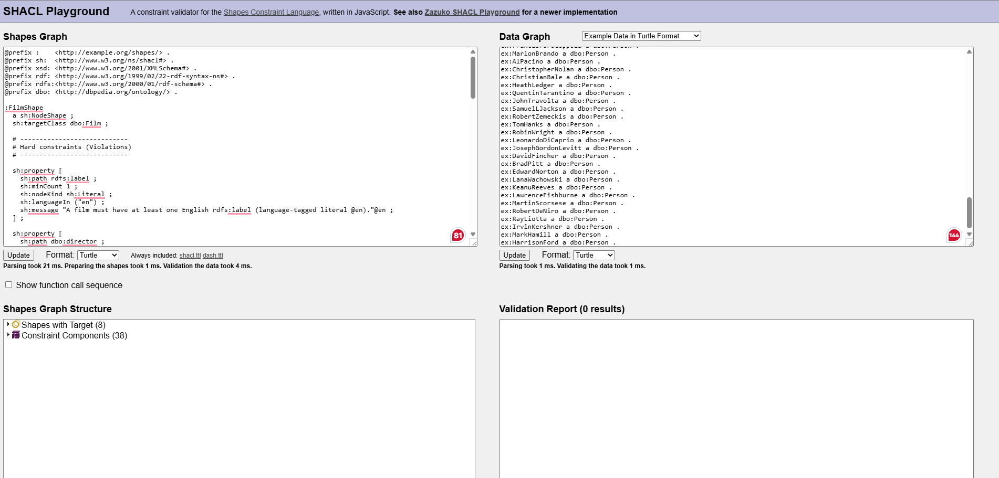 SHACL Playground
A constraint validator for the Shapes Constraint Language, written in JavaScript. See also Zazuko SHACL Playground for a newer implementation
Shapes Graph
@prefix :    <http://example.org/shapes/> .
@prefix sh:  <http://www.w3.org/ns/shacl#> .
@prefix xsd: <http://www.w3.org/2001/XMLSchema#> .
@prefix rdf: <http://www.w3.org/1999/02/22-rdf-syntax-ns#> .
@prefix rdfs:<http://www.w3.org/2000/01/rdf-schema#> .
@prefix dbo: <http://dbpedia.org/ontology/> .
:FilmShape
  a sh:NodeShape ;
  sh:targetClass dbo:Film ;
  # ----------------------------
  # Hard constraints (Violations)
  # ----------------------------
  sh:property [
    sh:path rdfs:label ;
    sh:minCount 1 ;
    sh:nodeKind sh:Literal ;
    sh:languageIn ("en") ;
    sh:message "A film must have at least one English rdfs:label (language-tagged literal @en)."@en ;
  ] ;
  sh:property [
    sh:path dbo:director ;
81
Update
Format: Turtle
Always included: shacl.ttl dash.ttl
Parsing took 21 ms. Preparing the shapes took 1 ms. Validation the data took 4 ms.
Show function call sequence
Data Graph
Example Data in Turtle Format
ex:MarlonBrando a dbo:Person .
ex:AlPacino a dbo:Person .
ex:ChristopherNolan a dbo:Person .
ex:ChristianBale a dbo:Person .
ex:HeathLedger a dbo:Person .
ex:QuentinTarantino a dbo:Person .
ex:JohnTravolta a dbo:Person .
ex:SamuelLJackson a dbo:Person .
ex:RobertZemeckis a dbo:Person .
ex:TomHanks a dbo:Person .
ex:RobinWright a dbo:Person .
ex:LeonardoDiCaprio a dbo:Person .
ex:JosephGordonLevitt a dbo:Person .
ex:DavidFincher a dbo:Person .
ex:BradPitt a dbo:Person .
ex:EdwardNorton a dbo:Person .
ex:LanaWachowski a dbo:Person .
ex:KeanuReeves a dbo:Person .
ex:LaurenceFishburne a dbo:Person .
ex:MartinScorsese a dbo:Person .
ex:RobertDeNiro a dbo:Person .
ex:RayLiotta a dbo:Person .
ex:IrvinKershner a dbo:Person .
ex:MarkHamill a dbo:Person .
ex:HarrisonFord a dbo:Person .
144
Update
Format: Turtle
Parsing took 1 ms. Validating the data took 1 ms.
Shapes Graph Structure
Shapes with Target (8)
Constraint Components (38)
Validation Report (0 results)